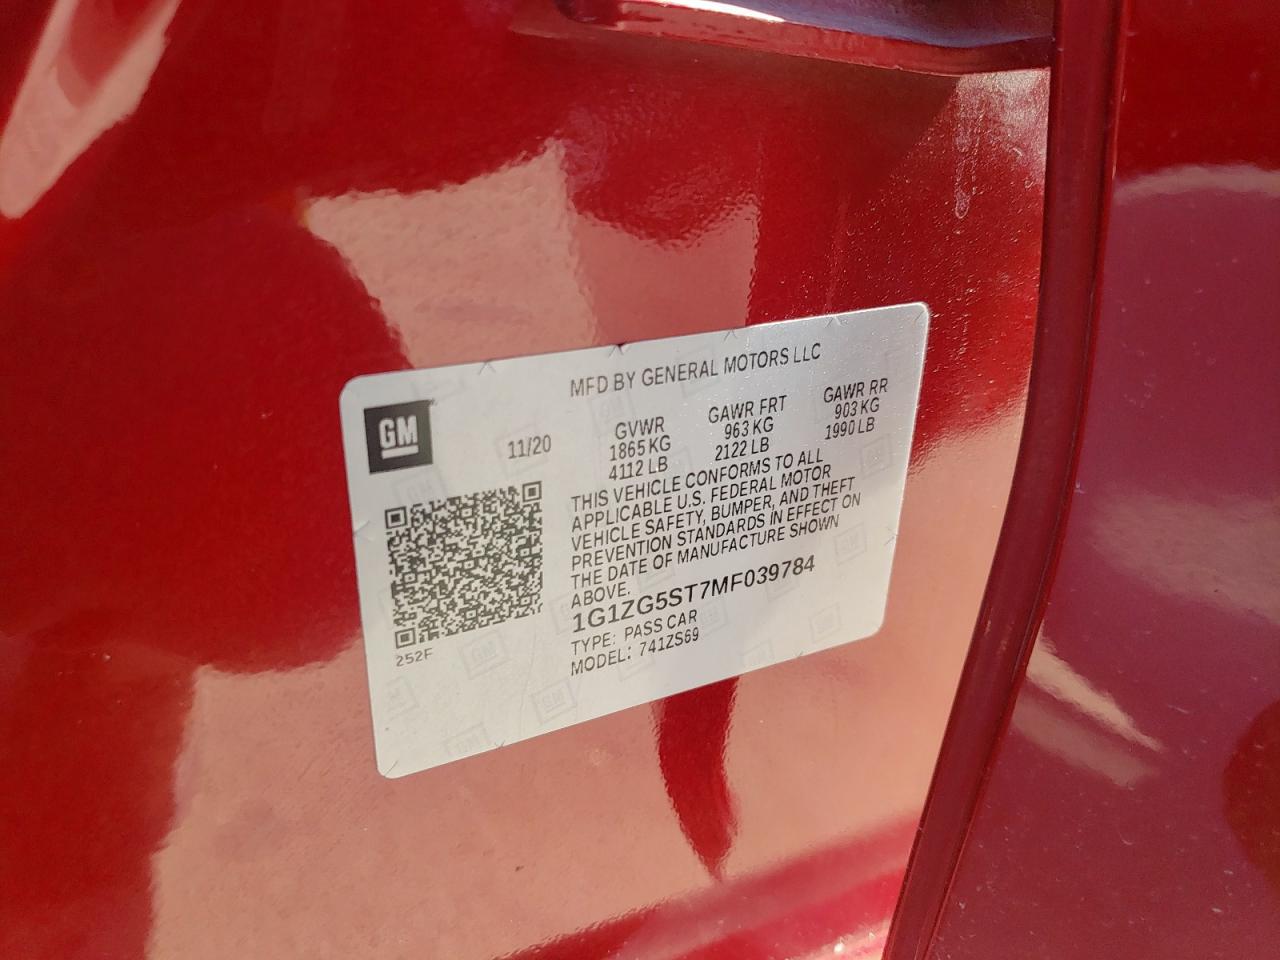 MFD BY GENERAL MOTORS LLC
GM
11/20
GVWR
1865 KG
4112 LB
GAWR FRT
963 KG
2122 LB
GAWR RR
903 KG
1990 LB
THIS VEHICLE CONFORMS TO ALL
APPLICABLE U.S. FEDERAL MOTOR
VEHICLE SAFETY, BUMPER, AND THEFT
PREVENTION STANDARDS IN EFFECT ON
THE DATE OF MANUFACTURE SHOWN
ABOVE.
1G1ZG5ST7MF039784
TYPE: PASS CAR
MODEL: 741ZS69
252F